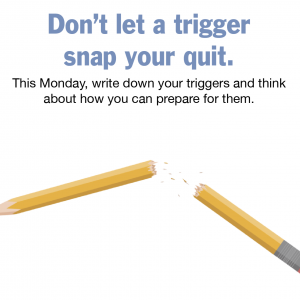 Don't let a trigger
snap your quit.
This Monday, write down your triggers and think
about how you can prepare for them.